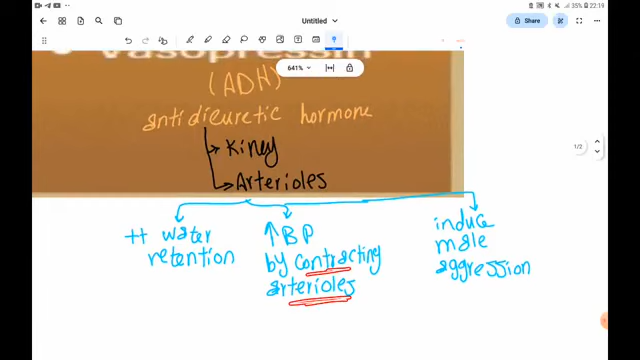 22:19
35%
Untitled
Share
641%
1/2
Vasopressin
(ADH)
antidieuretic hormone
Kiney
Arterioles
++ water
retention
↑ BP
by contracting
arterioles
induce
male
aggression